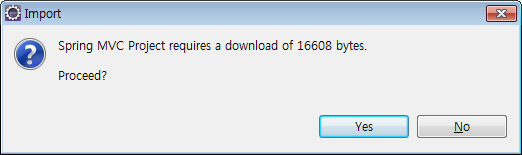 Import
Spring MVC Project requires a download of 16608 bytes.
Proceed?
Yes
No